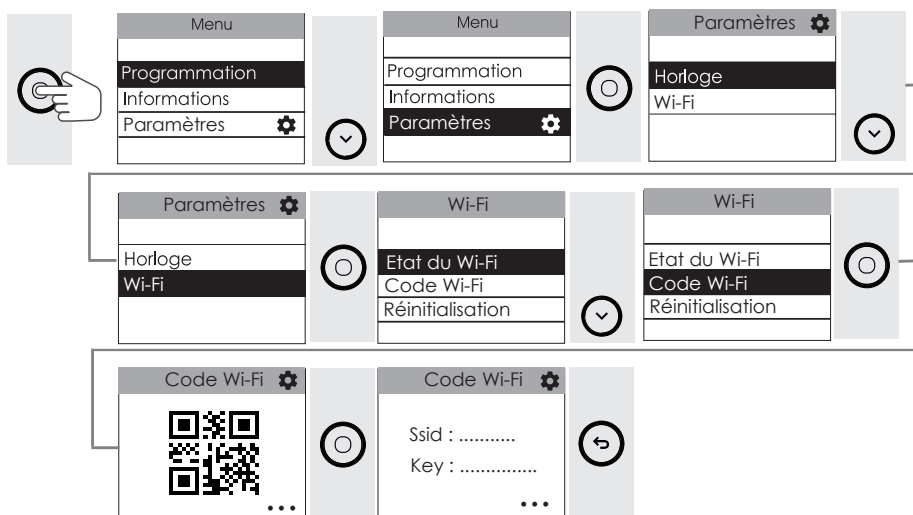 Menu
Programmation
Informations
Paramètres
Menu
Programmation
Informations
Paramètres
Paramètres
Horloge
Wi-Fi
Paramètres
Horloge
Wi-Fi
Wi-Fi
Etat du Wi-Fi
Code Wi-Fi
Réinitialisation
Wi-Fi
Etat du Wi-Fi
Code Wi-Fi
Réinitialisation
Code Wi-Fi
...
Code Wi-Fi
Ssid : ...........
Key : ...............
...